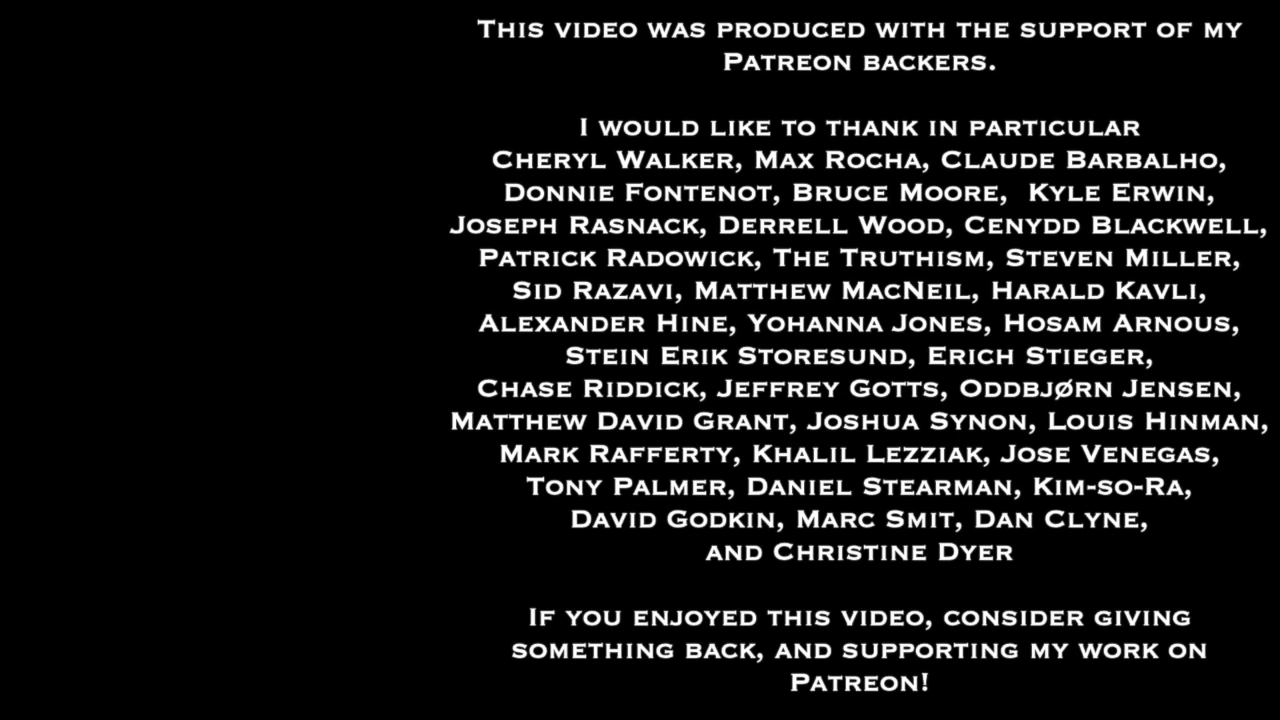 This video was produced with the support of my
Patreon backers.
I would like to thank in particular
Cheryl Walker, Max Rocha, Claude Barbalho,
Donnie Fontenot, Bruce Moore, Kyle Erwin,
Joseph Rasnack, Derrell Wood, Cenydd Blackwell,
Patrick Radowick, The Truthism, Steven Miller,
Sid Razavi, Matthew MacNeil, Harald Kavli,
Alexander Hine, Yohanna Jones, Hosam Arnous,
Stein Erik Storesund, Erich Stieger,
Chase Riddick, Jeffrey Gotts, Oddbjørn Jensen,
Matthew David Grant, Joshua Synon, Louis Hinman,
Mark Rafferty, Khalil Lezziak, Jose Venegas,
Tony Palmer, Daniel Stearman, Kim-so-Ra,
David Godkin, Marc Smit, Dan Clyne,
and Christine Dyer
If you enjoyed this video, consider giving
something back, and supporting my work on
Patreon!